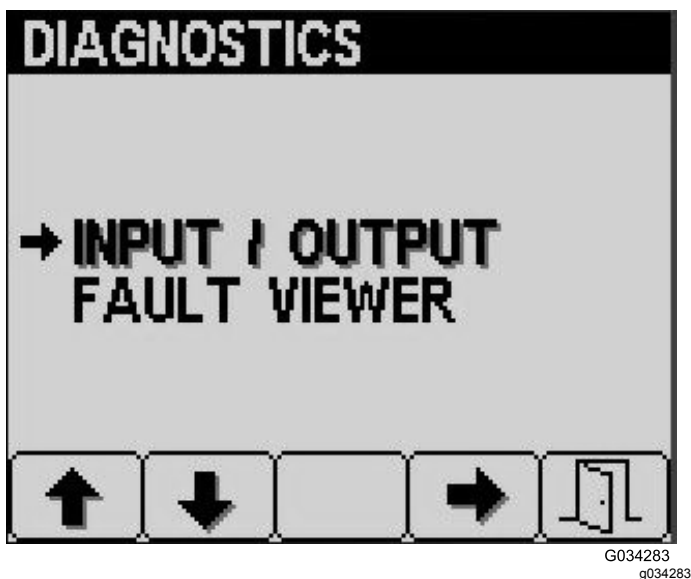 DIAGNOSTICS
INPUT / OUTPUT
FAULT VIEWER
G034283
g034283